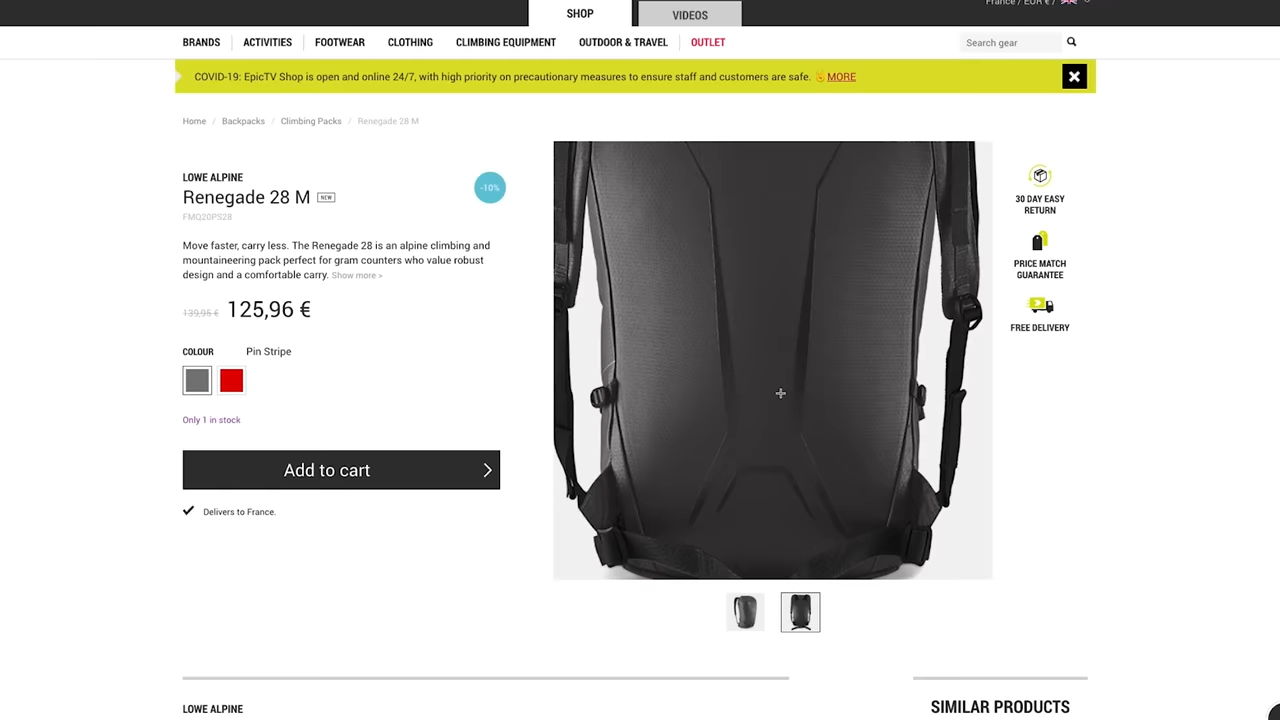 SHOP
VIDEOS
France / EUR € /
BRANDS
ACTIVITIES
FOOTWEAR
CLOTHING
CLIMBING EQUIPMENT
OUTDOOR & TRAVEL
OUTLET
Search gear
COVID-19: EpicTV Shop is open and online 24/7, with high priority on precautionary measures to ensure staff and customers are safe. MORE
Home / Backpacks / Climbing Packs / Renegade 28 M
LOWE ALPINE
Renegade 28 M NEW
-10%
FMQ20PS28
Move faster, carry less. The Renegade 28 is an alpine climbing and
mountaineering pack perfect for gram counters who value robust
design and a comfortable carry. Show more >
139,95 € 125,96 €
COLOUR Pin Stripe
Only 1 in stock
Add to cart
Delivers to France.
30 DAY EASY
RETURN
PRICE MATCH
GUARANTEE
FREE DELIVERY
LOWE ALPINE
SIMILAR PRODUCTS